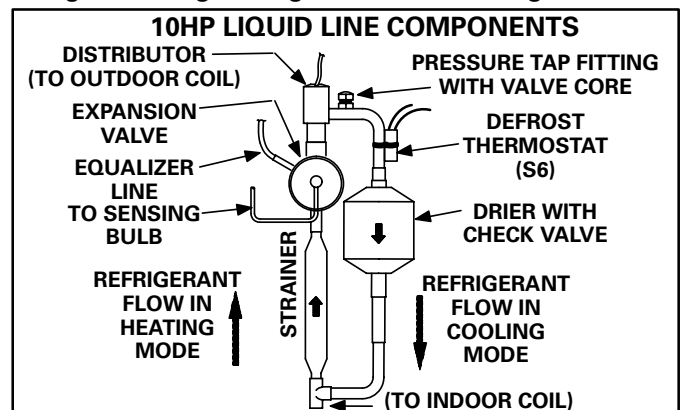 10HP LIQUID LINE COMPONENTS
DISTRIBUTOR
(TO OUTDOOR COIL)
PRESSURE TAP FITTING
WITH VALVE CORE
EXPANSION
VALVE
DEFROST
THERMOSTAT
(S6)
EQUALIZER
LINE
TO SENSING
BULB
DRIER WITH
CHECK VALVE
STRAINER
REFRIGERANT
FLOW IN
HEATING
MODE
REFRIGERANT
FLOW IN
COOLING
MODE
(TO INDOOR COIL)